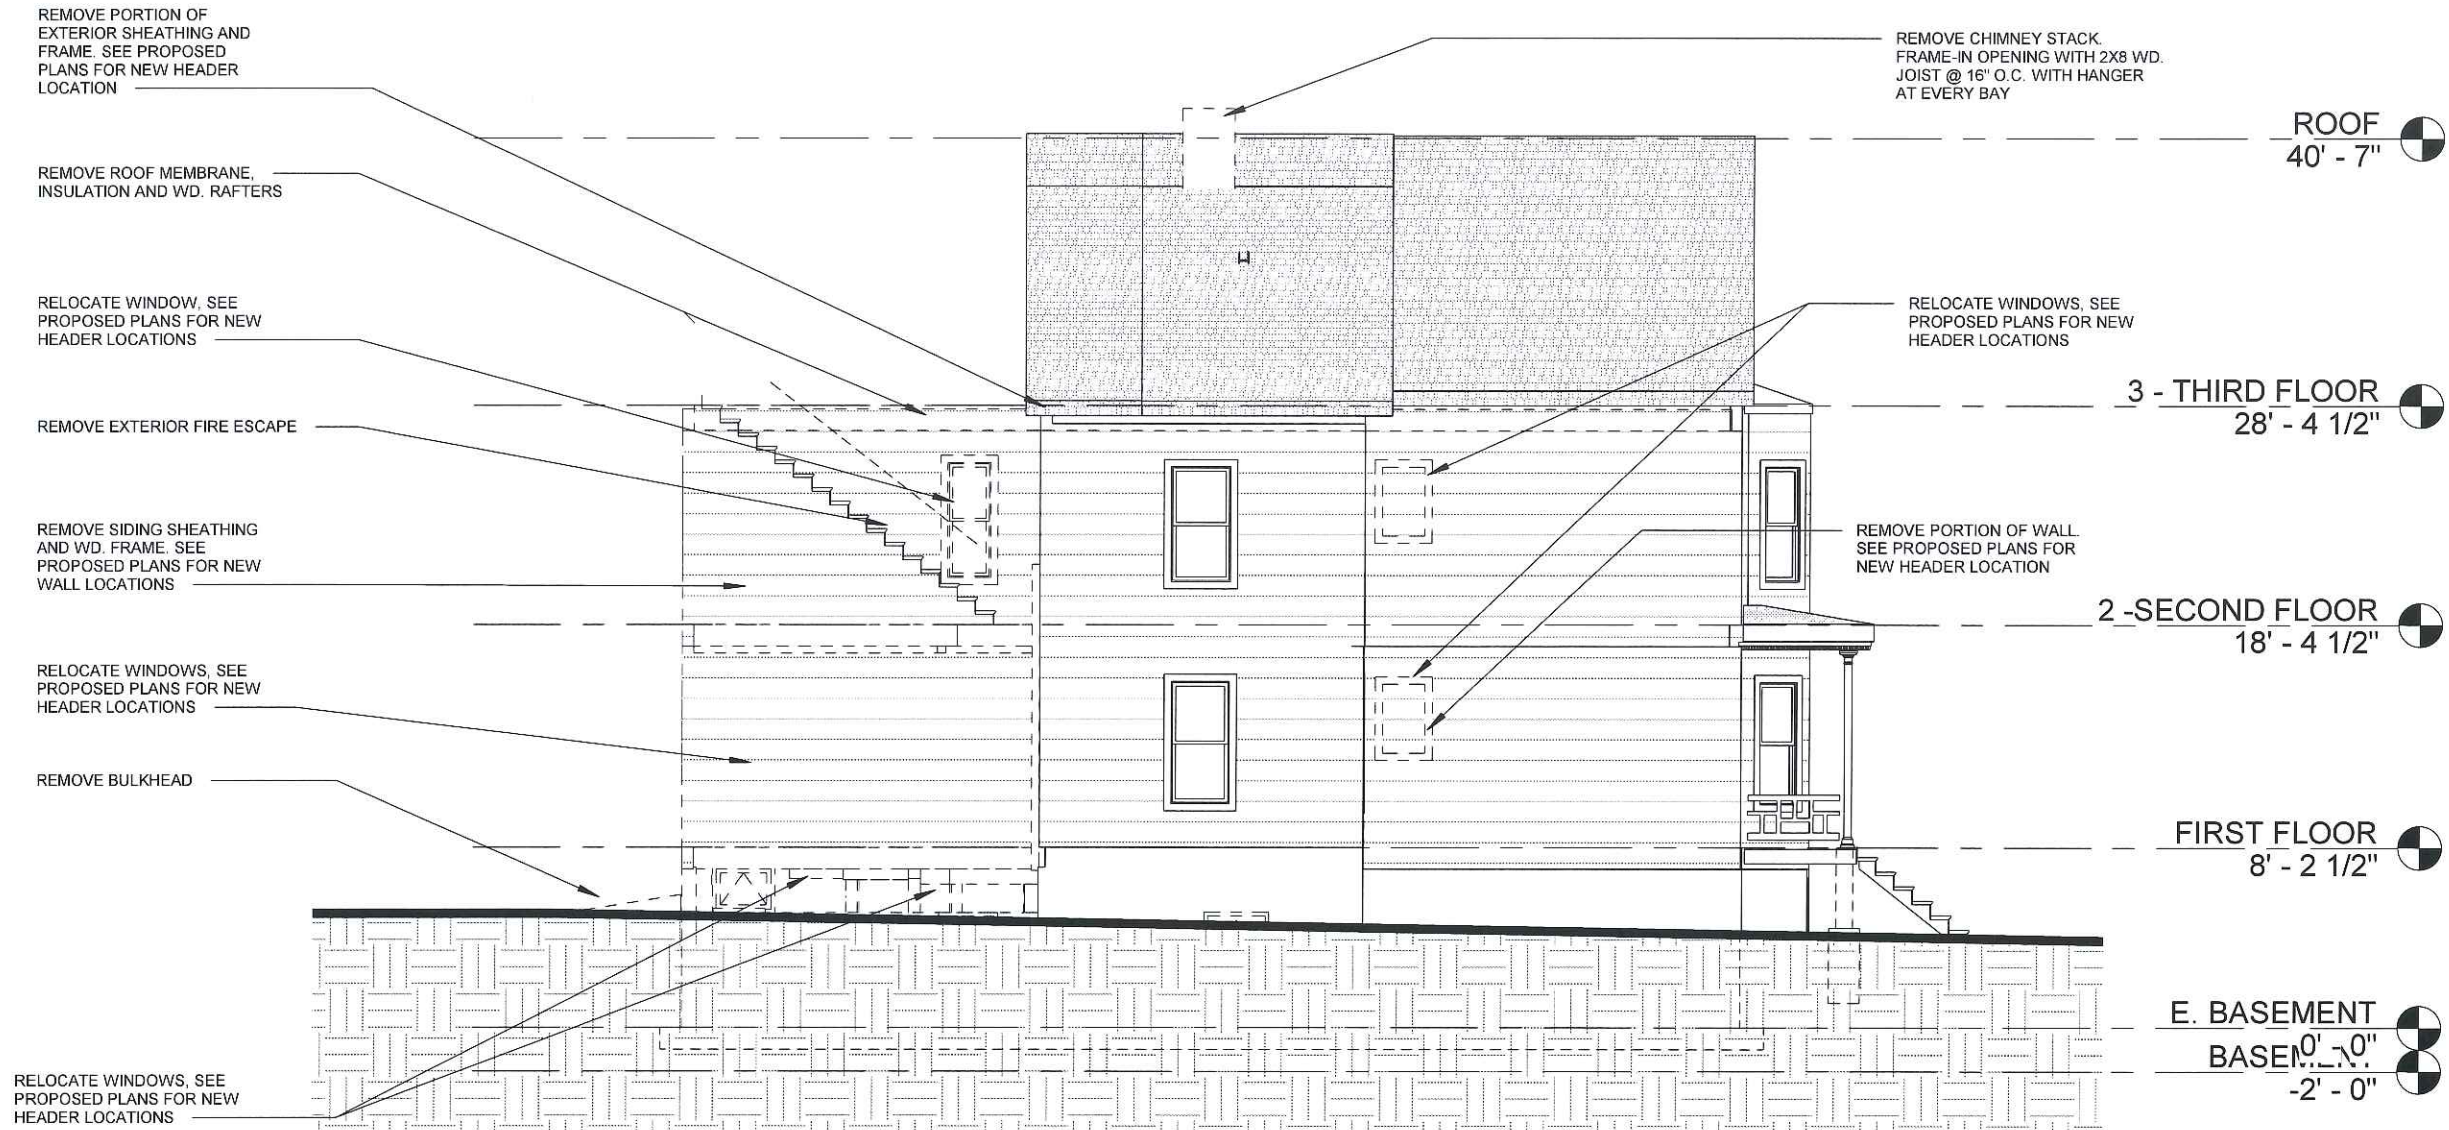 REMOVE PORTION OF
EXTERIOR SHEATHING AND
FRAME. SEE PROPOSED
PLANS FOR NEW HEADER
LOCATION
REMOVE ROOF MEMBRANE,
INSULATION AND WD. RAFTERS
RELOCATE WINDOW, SEE
PROPOSED PLANS FOR NEW
HEADER LOCATIONS
REMOVE EXTERIOR FIRE ESCAPE
REMOVE SIDING SHEATHING
AND WD. FRAME. SEE
PROPOSED PLANS FOR NEW
WALL LOCATIONS
RELOCATE WINDOWS, SEE
PROPOSED PLANS FOR NEW
HEADER LOCATIONS
REMOVE BULKHEAD
RELOCATE WINDOWS, SEE
PROPOSED PLANS FOR NEW
HEADER LOCATIONS
REMOVE CHIMNEY STACK.
FRAME-IN OPENING WITH 2X8 WD.
JOIST @ 16" O.C. WITH HANGER
AT EVERY BAY
RELOCATE WINDOWS, SEE
PROPOSED PLANS FOR NEW
HEADER LOCATIONS
REMOVE PORTION OF WALL.
SEE PROPOSED PLANS FOR
NEW HEADER LOCATION
ROOF
40' - 7"
3 - THIRD FLOOR
28' - 4 1/2"
2 -SECOND FLOOR
18' - 4 1/2"
FIRST FLOOR
8' - 2 1/2"
E. BASEMENT
0' - 0"
BASEMENT
-2' - 0"